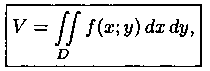 V = ∬_D f(x; y) dx dy,